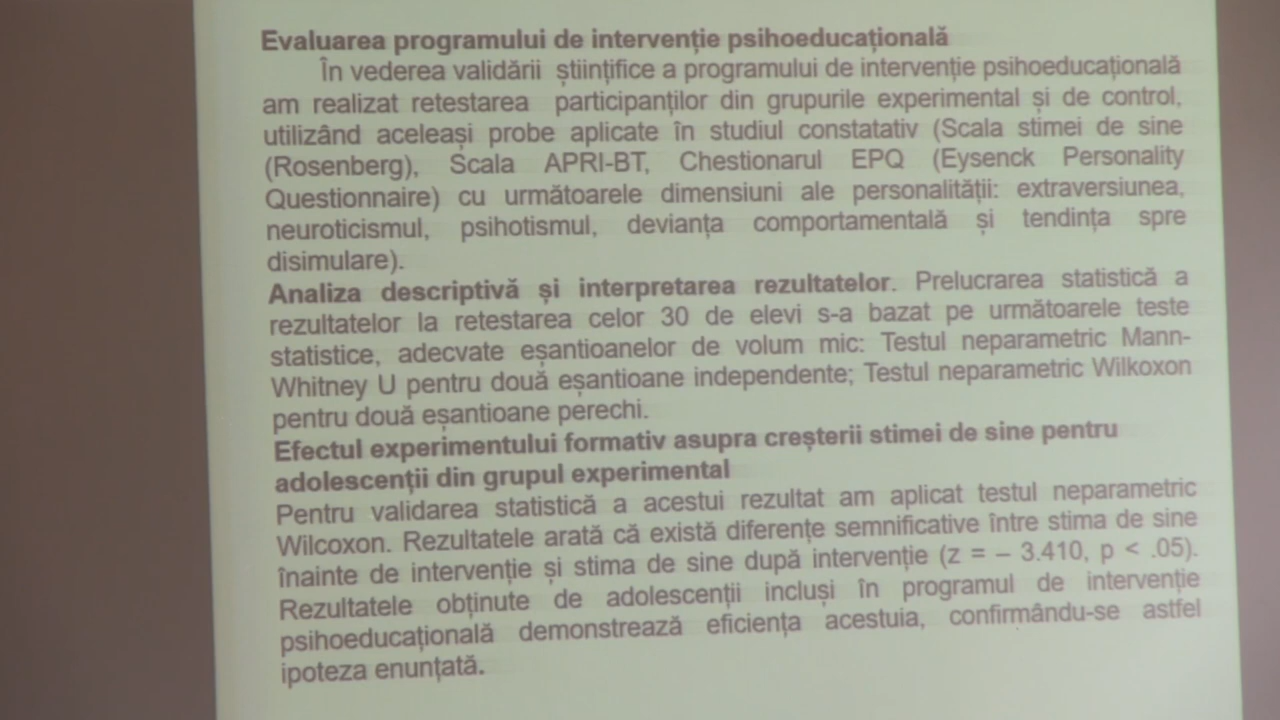 Evaluarea programului de intervenție psihoeducațională
În vederea validării științifice a programului de intervenție psihoeducațională
am realizat retestarea participanților din grupurile experimental și de control,
utilizând aceleași probe aplicate în studiul constatativ (Scala stimei de sine
(Rosenberg), Scala APRI-BT, Chestionarul EPQ (Eysenck Personality
Questionnaire) cu următoarele dimensiuni ale personalității: extraversiunea,
neuroticismul, psihotismul, devianța comportamentală și tendința spre
disimulare).
Analiza descriptivă și interpretarea rezultatelor. Prelucrarea statistică a
rezultatelor la retestarea celor 30 de elevi s-a bazat pe următoarele teste
statistice, adecvate eșantioanelor de volum mic: Testul neparametric Mann-
Whitney U pentru două eșantioane independente; Testul neparametric Wilkoxon
pentru două eșantioane perechi.
Efectul experimentului formativ asupra creșterii stimei de sine pentru
adolescenții din grupul experimental
Pentru validarea statistică a acestui rezultat am aplicat testul neparametric
Wilcoxon. Rezultatele arată că există diferențe semnificative între stima de sine
înainte de intervenție și stima de sine după intervenție (z = – 3.410, p < .05).
Rezultatele obținute de adolescenții incluși în programul de intervenție
psihoeducațională demonstrează eficiența acestuia, confirmându-se astfel
ipoteza enunțată.